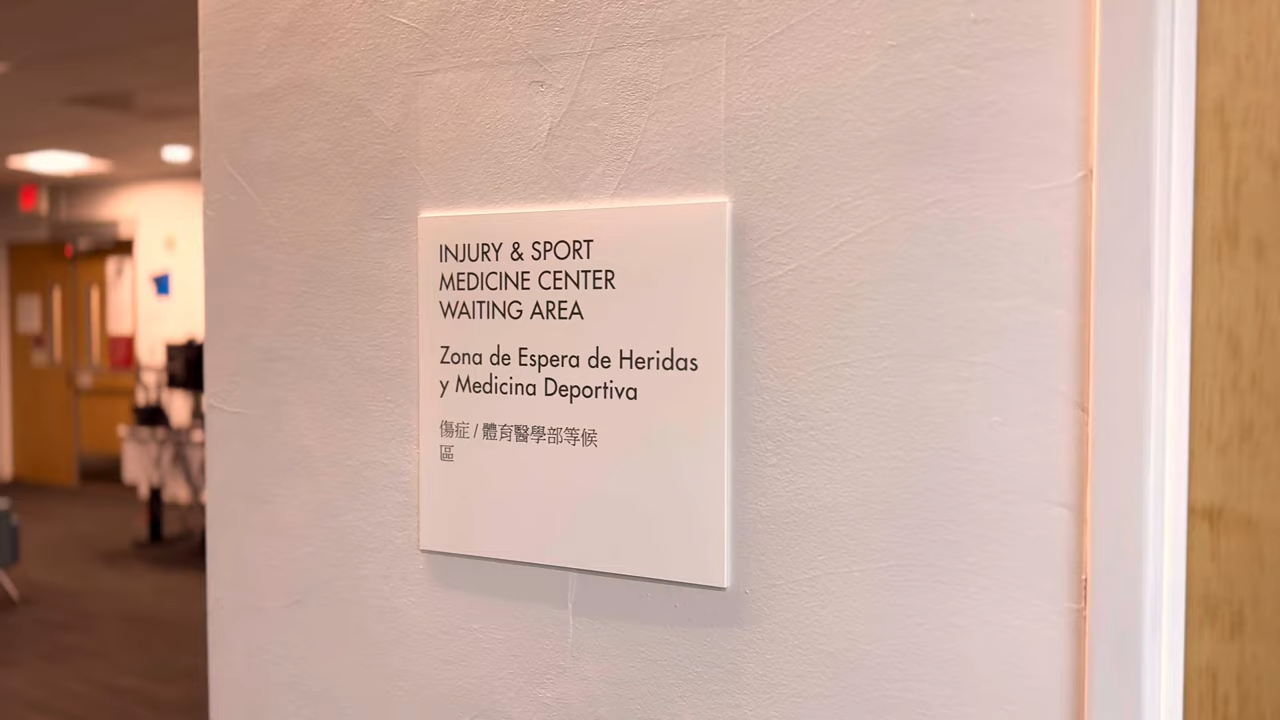 INJURY & SPORT
MEDICINE CENTER
WAITING AREA
Zona de Espera de Heridas
y Medicina Deportiva
傷症 / 體育醫學部等候
區